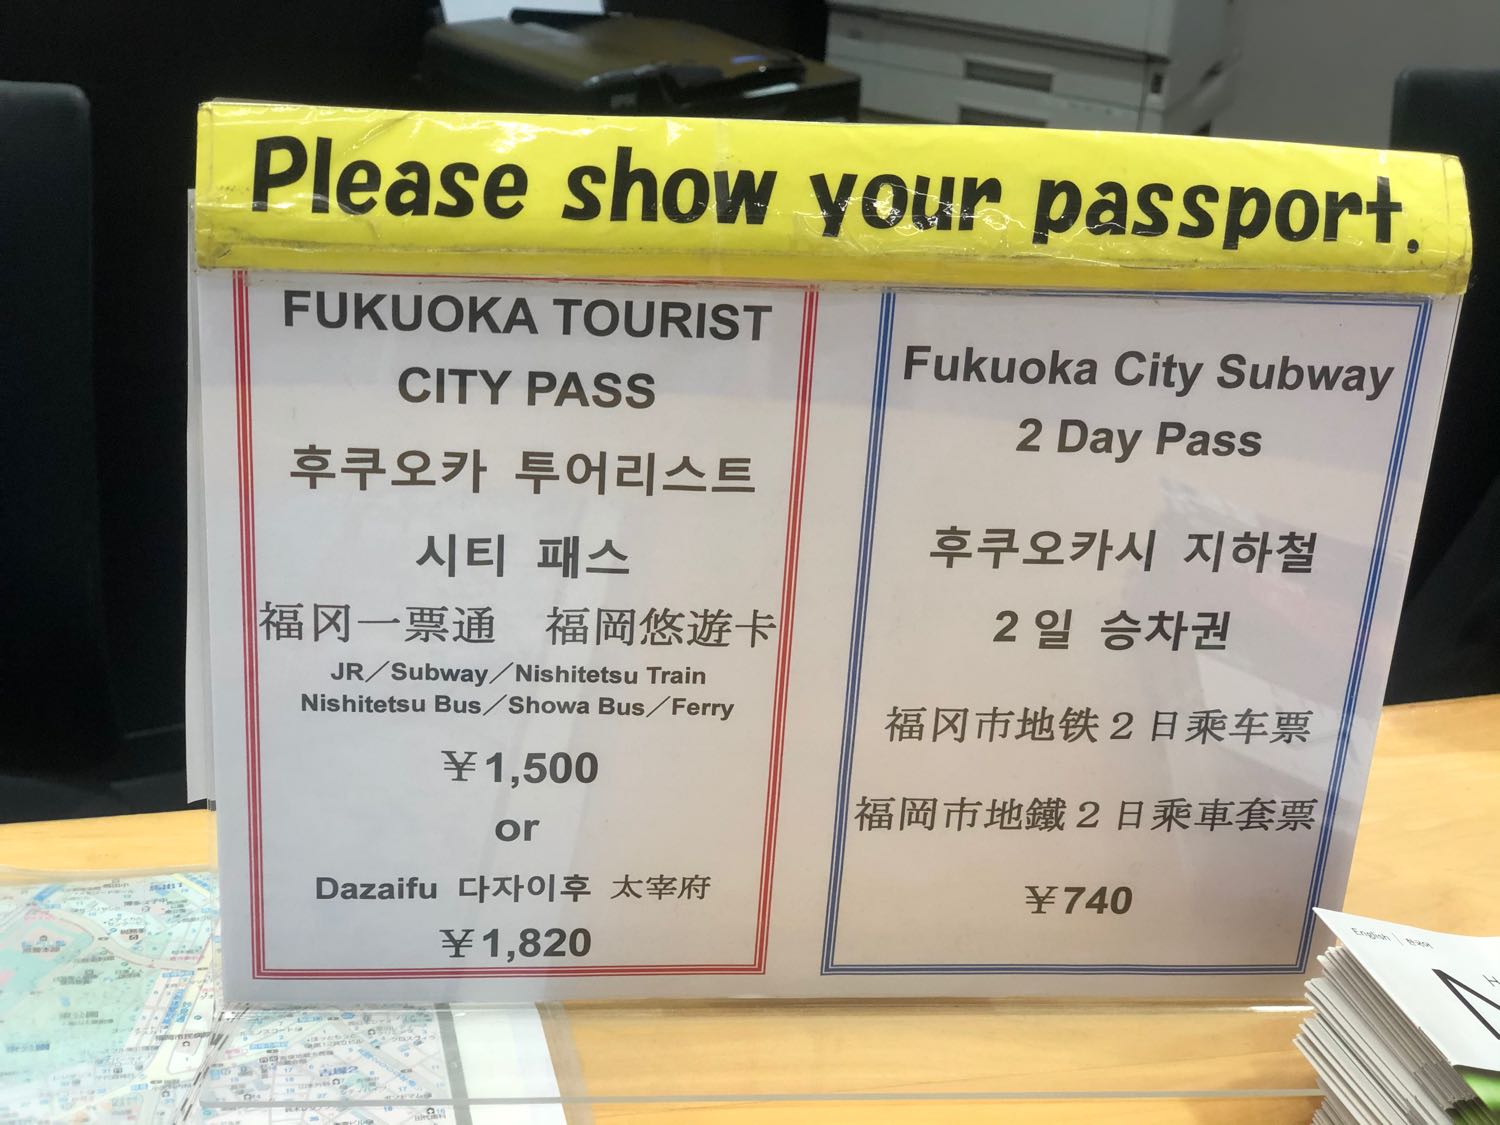 Please show your passport.
FUKUOKA TOURIST
CITY PASS
후쿠오카 투어리스트
시티 패스
福冈一票通　福岡悠遊卡
JR／Subway／Nishitetsu Train
Nishitetsu Bus／Showa Bus／Ferry
￥1,500
or
Dazaifu 다자이후 太宰府
￥1,820
Fukuoka City Subway
2 Day Pass
후쿠오카시 지하철
2일 승차권
福冈市地铁２日乘车票
福岡市地鐵２日乘車套票
￥740
English | 한국어